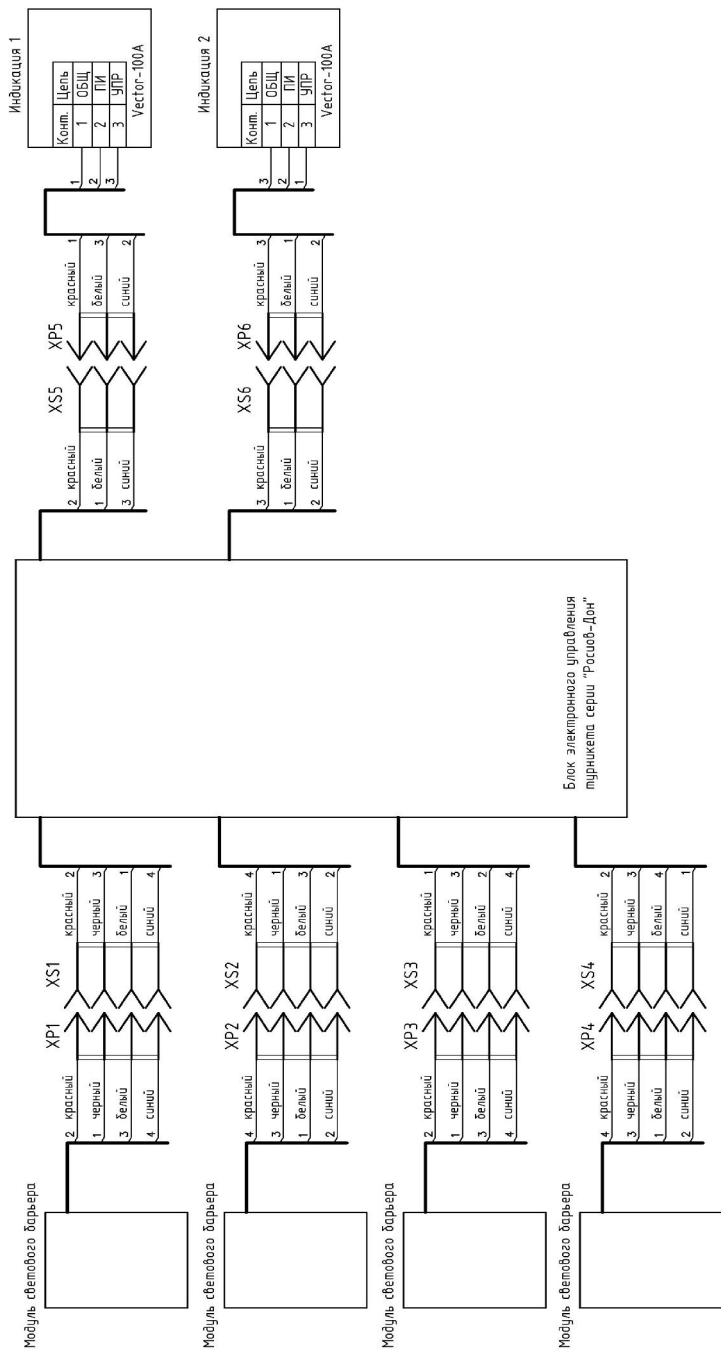 Модуль светового барьера
XP1 XS1
2 красный красный 2
1 черный черный 3
3 белый белый 1
4 синий синий 4
Модуль светового барьера
XP2 XS2
4 красный красный 4
3 черный черный 1
1 белый белый 3
2 синий синий 2
Модуль светового барьера
XP3 XS3
2 красный красный 1
1 черный черный 3
3 белый белый 2
4 синий синий 4
Модуль светового барьера
XP4 XS4
4 красный красный 2
3 черный черный 3
1 белый белый 4
2 синий синий 1
Блок электронного управления
турникета серии "Росиов-Дон"
XS5 XP5
2 красный красный 1
1 белый белый 3
3 синий синий 2
Индикация 1
Конт. Цепь
1 1 ОБЩ
2 2 ПИ
3 3 УПР
Vector-100A
XS6 XP6
3 красный красный 3
1 белый белый 1
2 синий синий 2
Индикация 2
Конт. Цепь
3 1 ОБЩ
2 2 ПИ
1 3 УПР
Vector-100A